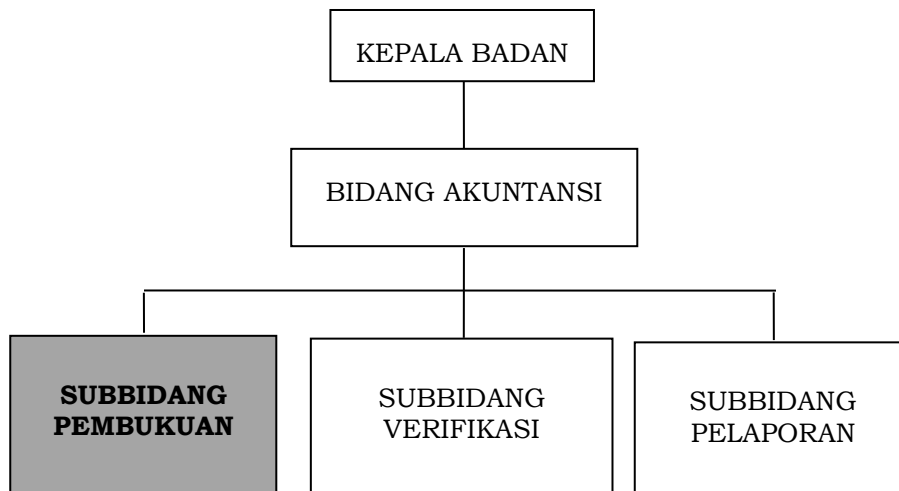 KEPALA BADAN
BIDANG AKUNTANSI
SUBBIDANG
PEMBUKUAN
SUBBIDANG
VERIFIKASI
SUBBIDANG
PELAPORAN